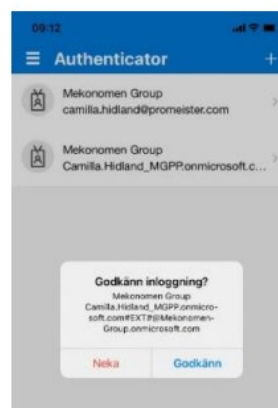 09:12
Authenticator
Mekonomen Group
camilla.hidland@promeister.com
Mekonomen Group
Camilla.Hidland_MGPP.onmicrosoft.c...
Godkänn inloggning?
Mekonomen Group
Camilla.Hidland_MGPP.onmicro-
soft.com#EXT#@Mekonomen-
Group.onmicrosoft.com
Neka
Godkänn